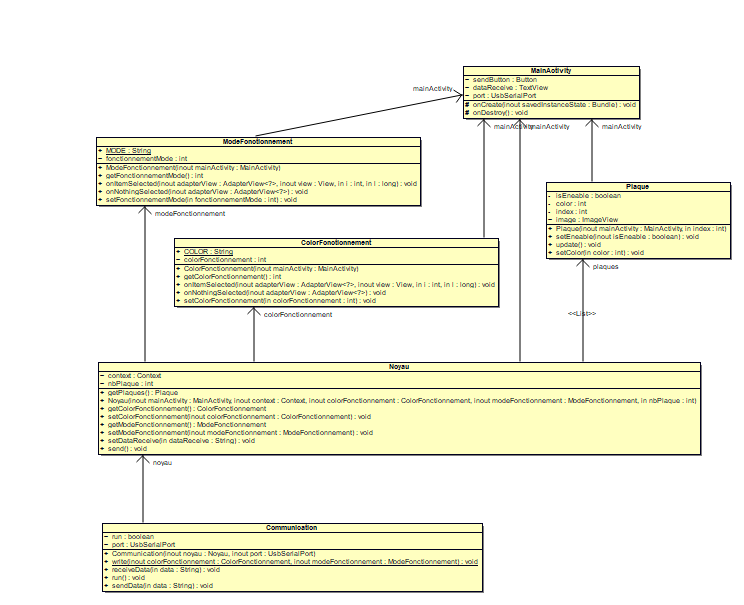 MainActivity
- sendButton : Button
- dataReceive : TextView
- port : UsbSerialPort
# onCreate(inout savedInstanceState : Bundle) : void
# onDestroy() : void
mainActivity
mainActivity
mainActivity
mainActivity
ModeFonctionnement
+ MODE : String
- fonctionnementMode : int
+ ModeFonctionnement(inout mainActivity : MainActivity)
+ getFonctionnementMode() : int
+ onItemSelected(inout adapterView : AdapterView<?>, inout view : View, in i : int, in l : long) : void
+ onNothingSelected(inout adapterView : AdapterView<?>) : void
+ setFonctionnementMode(in fonctionnementMode : int) : void
modeFonctionnement
Plaque
- isEneable : boolean
- color : int
- index : int
- image : ImageView
+ Plaque(inout mainActivity : MainActivity, in index : int)
+ setEneable(inout isEneable : boolean) : void
+ update() : void
+ setColor(in color : int) : void
plaques
<<List>>
ColorFonctionnement
+ COLOR : String
- colorFonctionnement : int
+ ColorFonctionnement(inout mainActivity : MainActivity)
+ getColorFonctionnement() : int
+ onItemSelected(inout adapterView : AdapterView<?>, inout view : View, in i : int, in l : long) : void
+ onNothingSelected(inout adapterView : AdapterView<?>) : void
+ setColorFonctionnement(in colorFonctionnement : int) : void
colorFonctionnement
Noyau
- context : Context
- nbPlaque : int
+ getPlaques() : Plaque
+ Noyau(inout mainActivity : MainActivity, inout context : Context, inout colorFonctionnement : ColorFonctionnement, inout modeFonctionnement : ModeFonctionnement, in nbPlaque : int)
+ getColorFonctionnement() : ColorFonctionnement
+ setColorFonctionnement(inout colorFonctionnement : ColorFonctionnement) : void
+ getModeFonctionnement() : ModeFonctionnement
+ setModeFonctionnement(inout modeFonctionnement : ModeFonctionnement) : void
+ setDataReceive(in dataReceive : String) : void
+ send() : void
noyau
Communication
- run : boolean
- port : UsbSerialPort
+ Communication(inout noyau : Noyau, inout port : UsbSerialPort)
+ write(inout colorFonctionnement : ColorFonctionnement, inout modeFonctionnement : ModeFonctionnement) : void
+ receiveData(in data : String) : void
+ run() : void
+ sendData(in data : String) : void